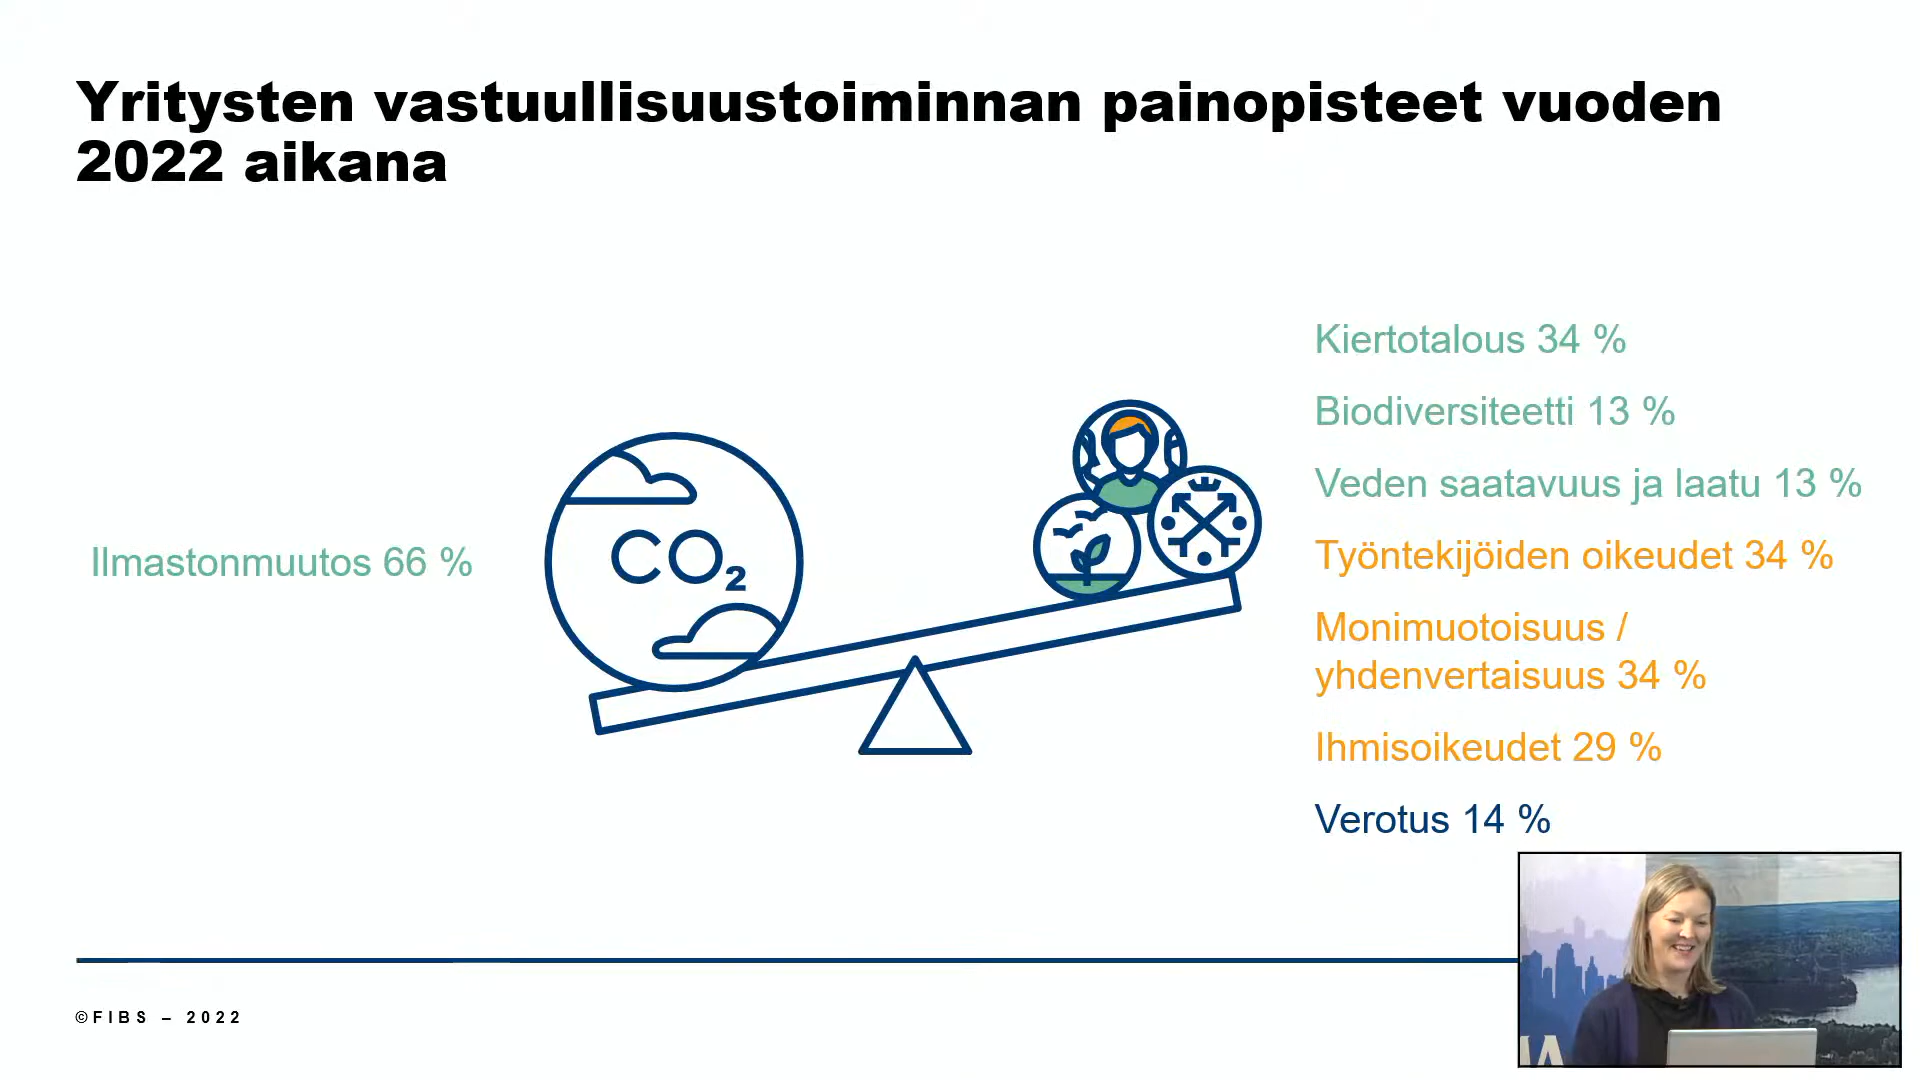 Yritysten vastuullisuustoiminnan painopisteet vuoden
2022 aikana
Ilmastonmuutos 66 %
CO₂
Kiertotalous 34 %
Biodiversiteetti 13 %
Veden saatavuus ja laatu 13 %
Työntekijöiden oikeudet 34 %
Monimuotoisuus /
yhdenvertaisuus 34 %
Ihmisoikeudet 29 %
Verotus 14 %
©FIBS – 2022